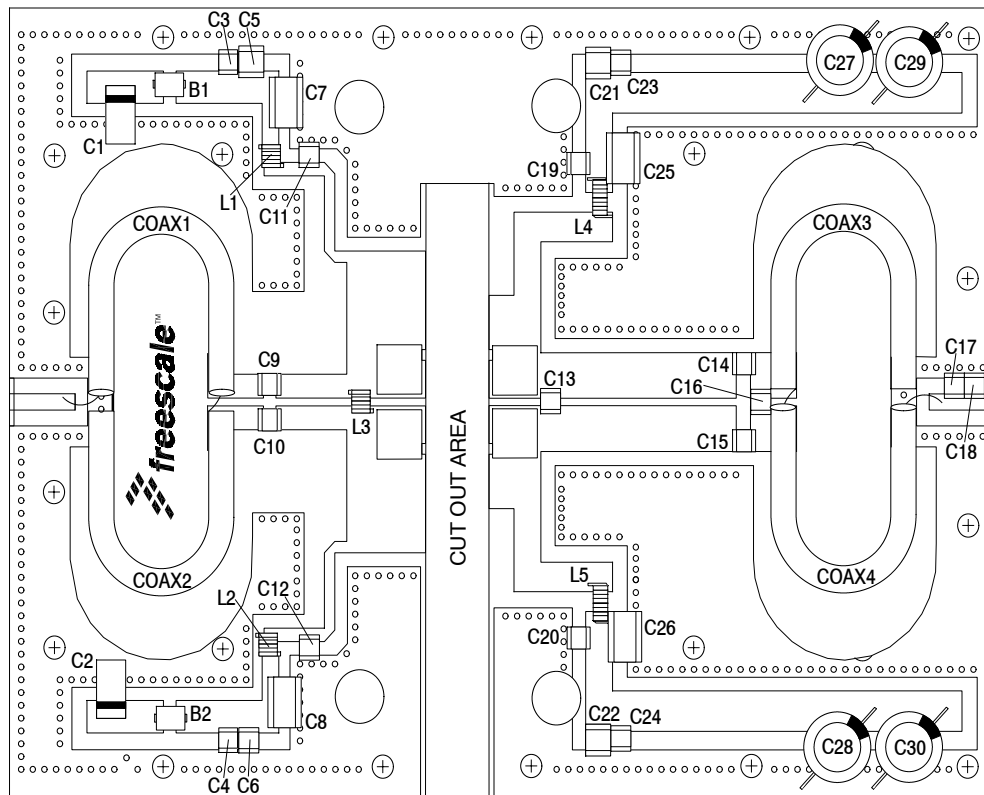 C3 C5
B1
C7
C1
L1
C11
COAX1
freescale™
C9
C10
L3
COAX2
L2
C12
C2
B2
C8
C4 C6
CUT OUT AREA
C27 C29
C21 C23
C19
C25
L4
COAX3
C17
C14
C13
C16
C15
C18
COAX4
L5
C20
C26
C22 C24
C28 C30